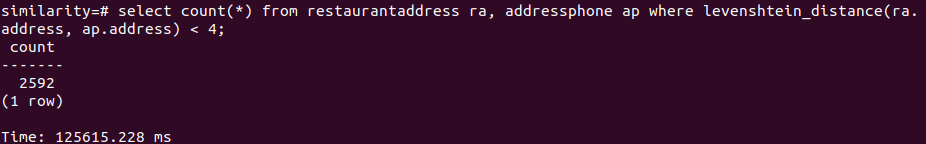 similarity=# select count(*) from restaurantaddress ra, addressphone ap where levenshtein_distance(ra.
address, ap.address) < 4;
 count
-------
  2592
(1 row)

Time: 125615.228 ms